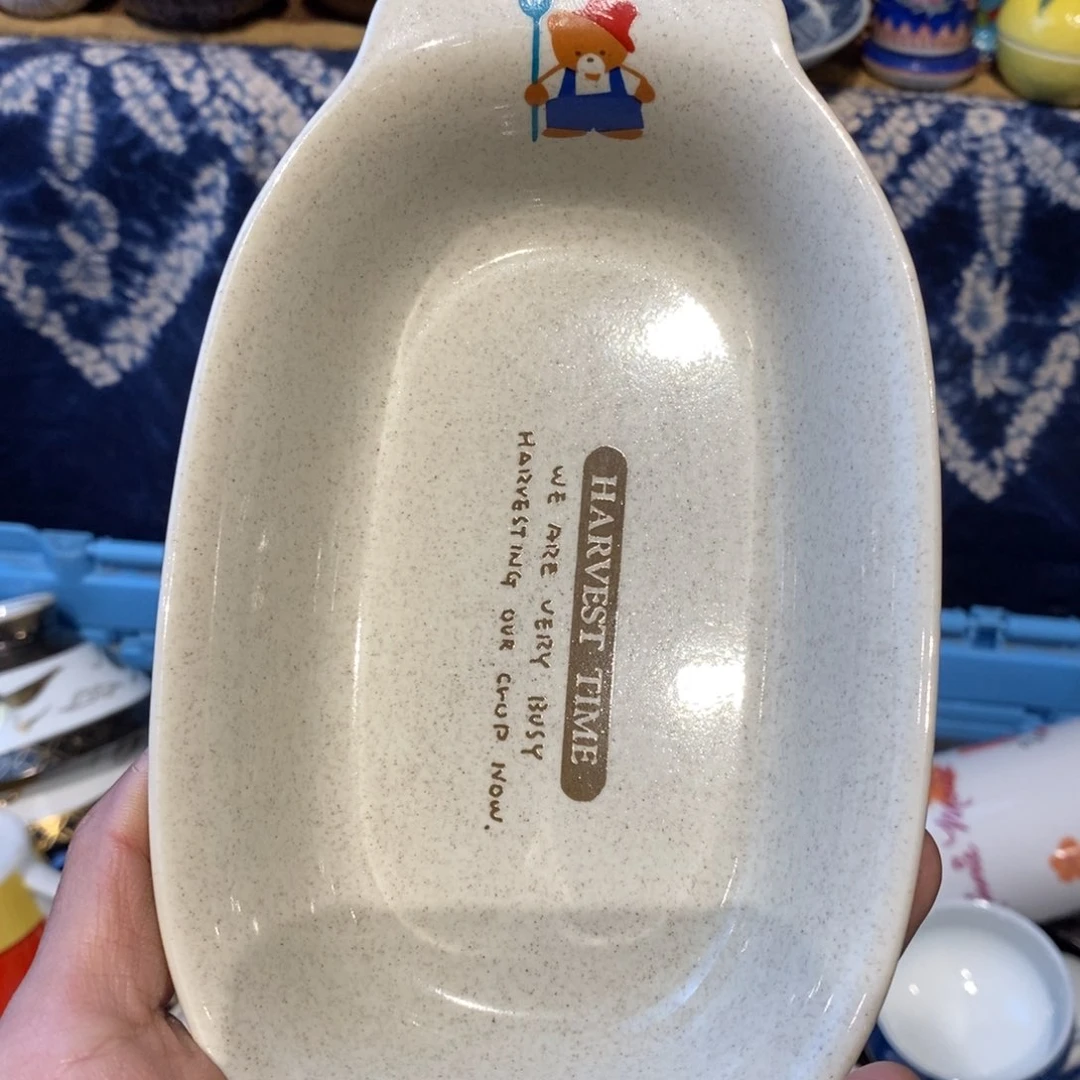 HARVEST TIME
WE ARE VERY BUSY
HARVESTING OUR CROP NOW.